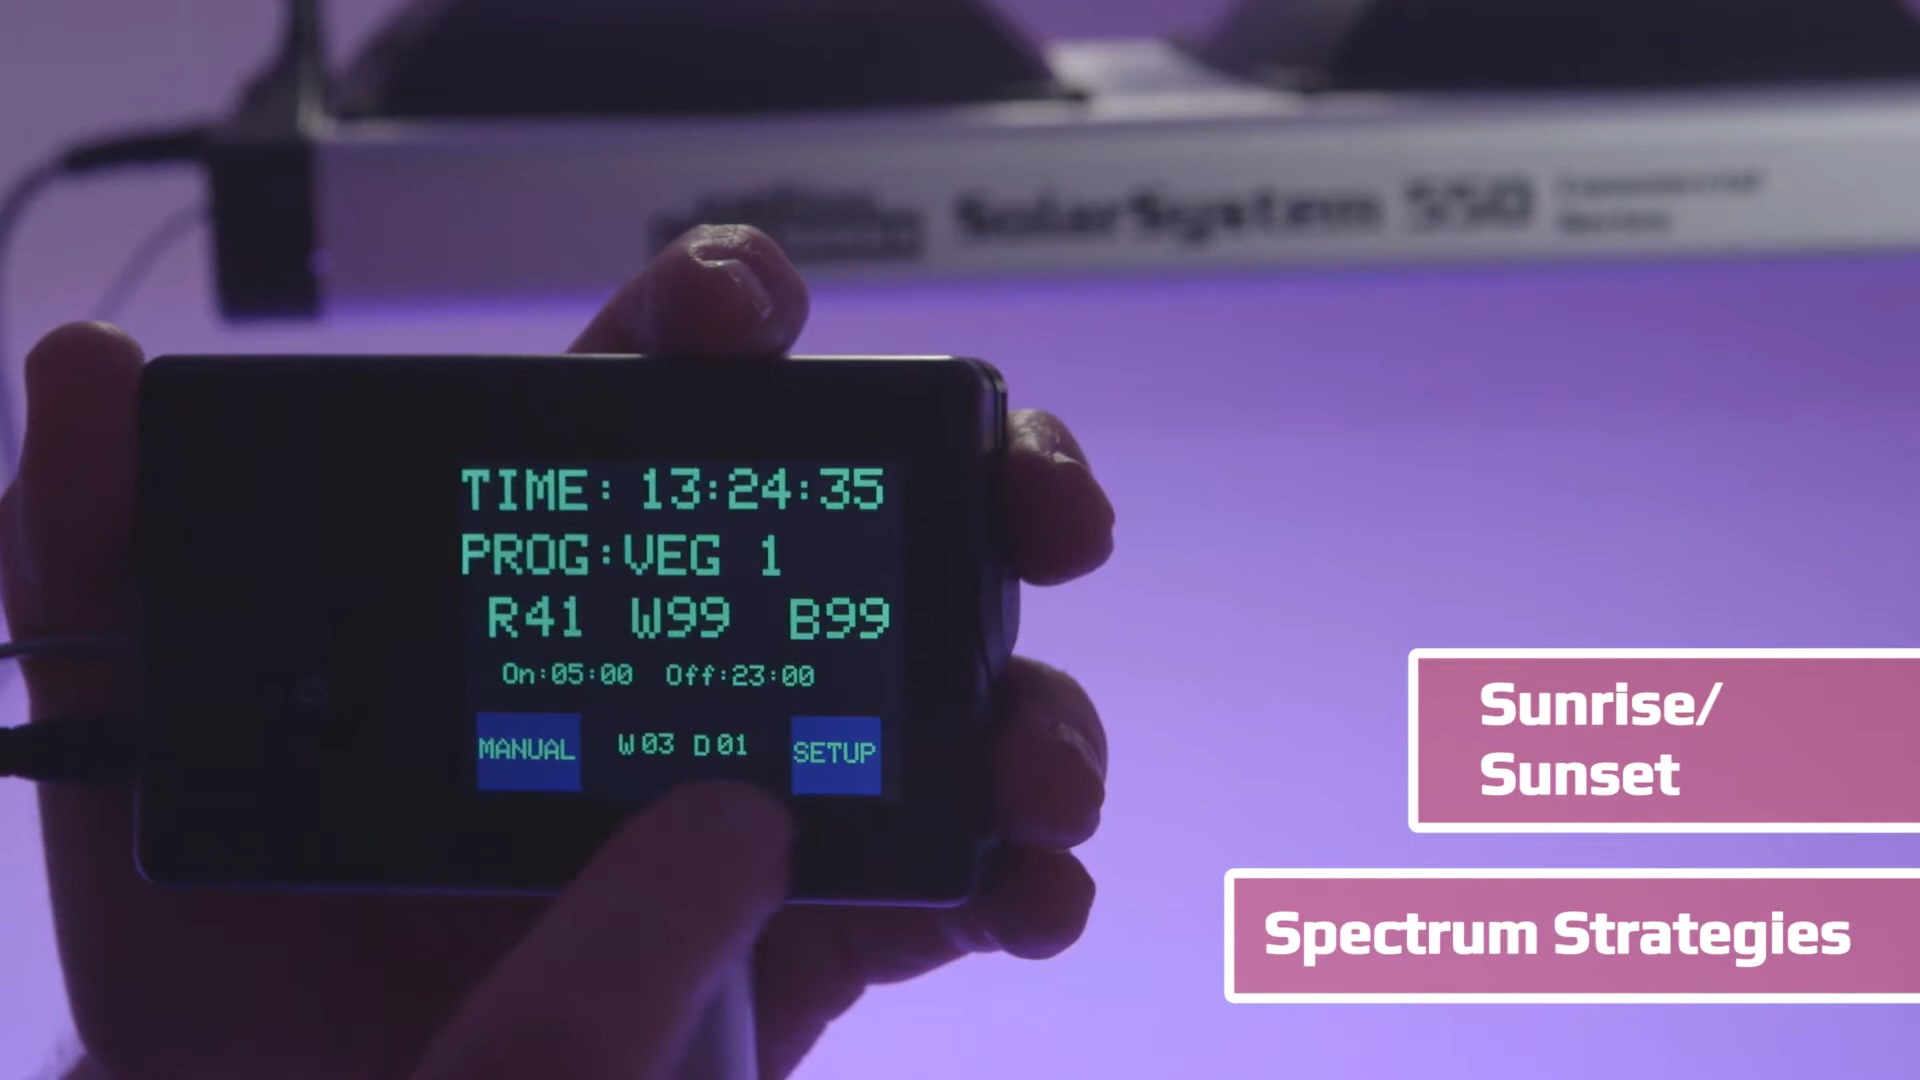 SolarSystem 550
TIME: 13:24:35
PROG:VEG 1
R41 W99 B99
On:05:00 Off:23:00
MANUAL W03 D01 SETUP
Sunrise/
Sunset
Spectrum Strategies